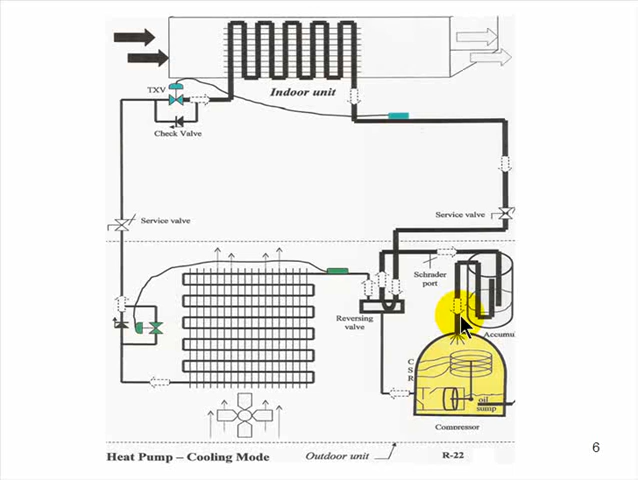 TXV
Indoor unit
Check Valve
Service valve
Service valve
Schrader
port
Reversing
valve
Accumul
C
S
R
oil
sump
Compressor
Heat Pump – Cooling Mode
Outdoor unit
R-22
6